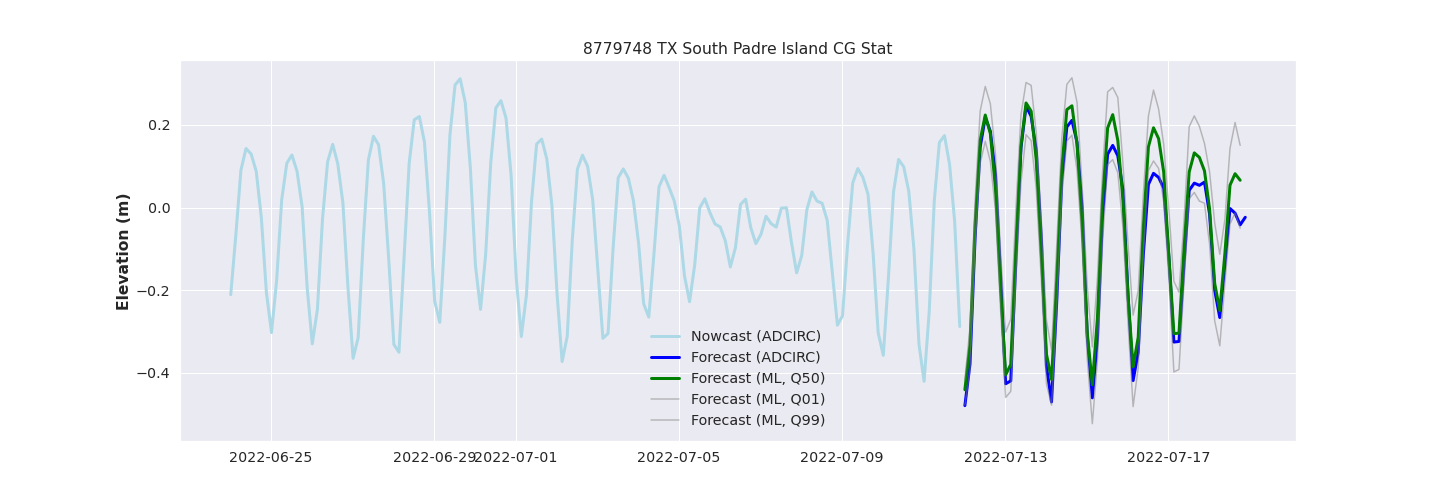 8779748 TX South Padre Island CG Stat
Elevation (m)
0.2
0.0
−0.2
−0.4
Nowcast (ADCIRC)
Forecast (ADCIRC)
Forecast (ML, Q50)
Forecast (ML, Q01)
Forecast (ML, Q99)
2022-06-25 2022-06-29 2022-07-01 2022-07-05 2022-07-09 2022-07-13 2022-07-17